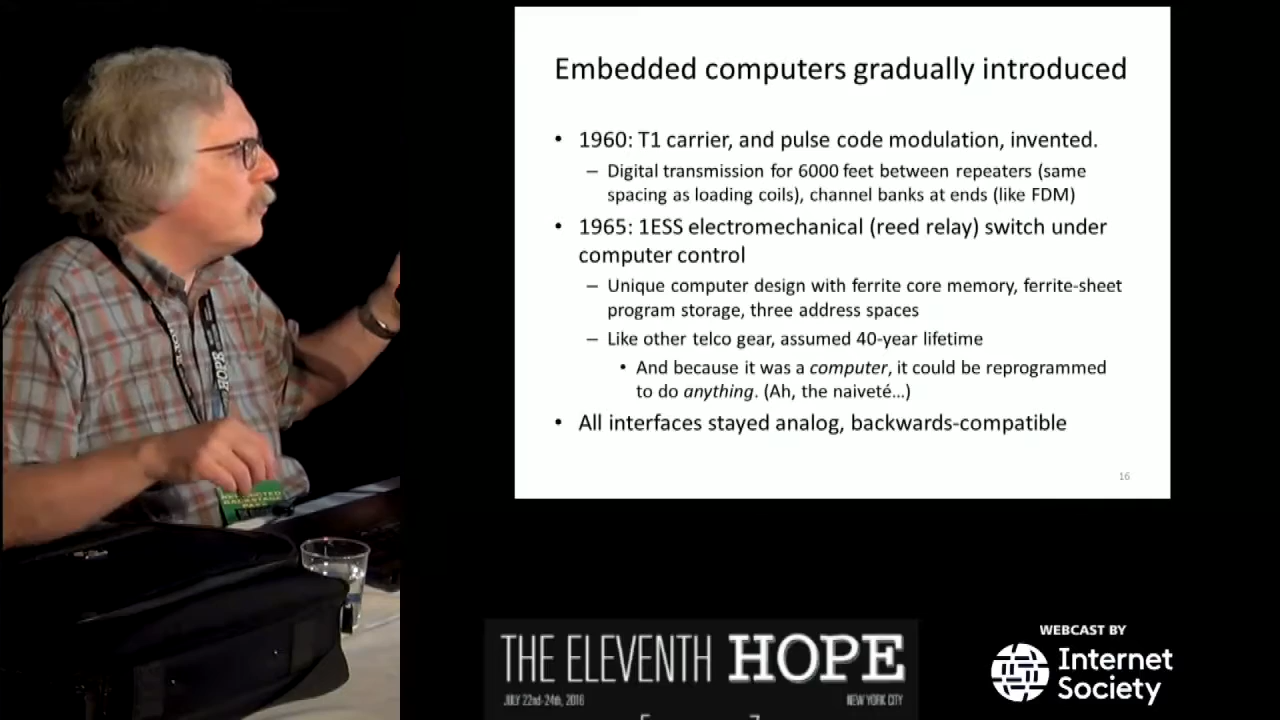 Embedded computers gradually introduced
• 1960: T1 carrier, and pulse code modulation, invented.
– Digital transmission for 6000 feet between repeaters (same
spacing as loading coils), channel banks at ends (like FDM)
• 1965: 1ESS electromechanical (reed relay) switch under
computer control
– Unique computer design with ferrite core memory, ferrite-sheet
program storage, three address spaces
– Like other telco gear, assumed 40-year lifetime
• And because it was a computer, it could be reprogrammed
to do anything. (Ah, the naiveté…)
• All interfaces stayed analog, backwards-compatible
16
HOPE
BACKSTAGE
PASS
THE ELEVENTH HOPE
JULY 22nd-24th, 2016 NEW YORK CITY
WEBCAST BY
Internet
Society